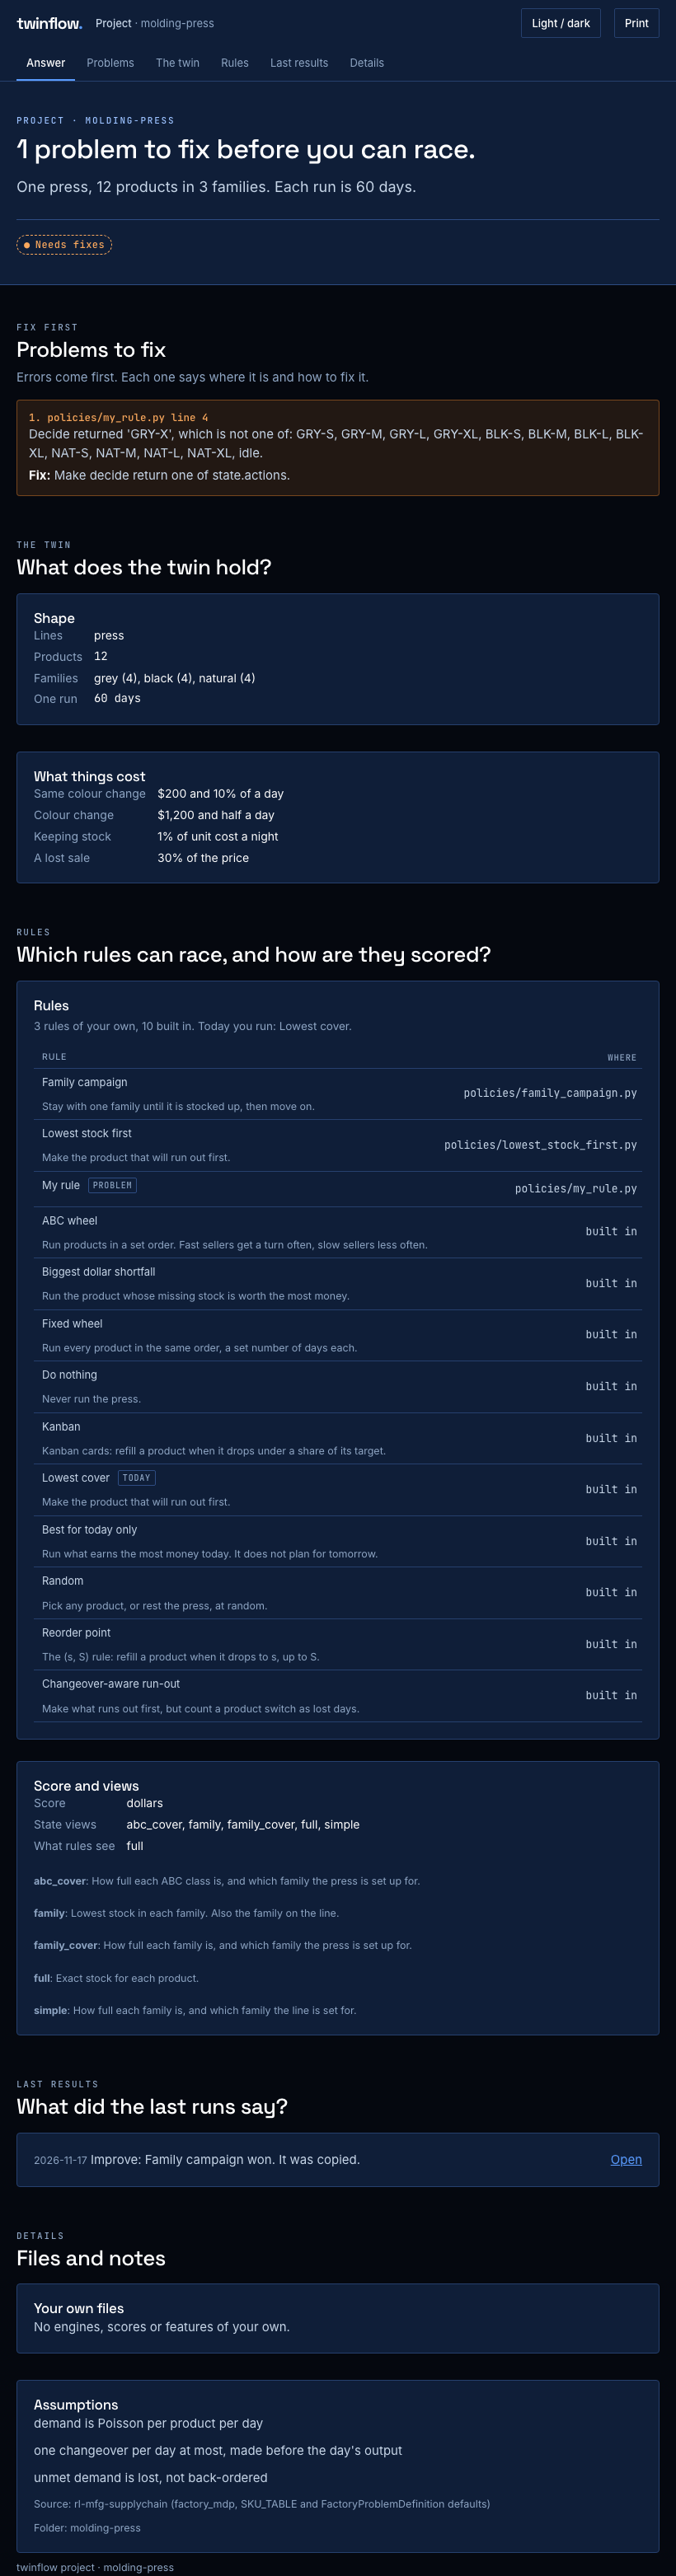 twinflow. Project · molding-press Light / dark Print
Answer Problems The twin Rules Last results Details
PROJECT · MOLDING-PRESS
1 problem to fix before you can race.
One press, 12 products in 3 families. Each run is 60 days.
Needs fixes
FIX FIRST
Problems to fix
Errors come first. Each one says where it is and how to fix it.
1. policies/my_rule.py line 4
Decide returned 'GRY-X', which is not one of: GRY-S, GRY-M, GRY-L, GRY-XL, BLK-S, BLK-M, BLK-L, BLK-
XL, NAT-S, NAT-M, NAT-L, NAT-XL, idle.
Fix: Make decide return one of state.actions.
THE TWIN
What does the twin hold?
Shape
Lines press
Products 12
Families grey (4), black (4), natural (4)
One run 60 days
What things cost
Same colour change $200 and 10% of a day
Colour change $1,200 and half a day
Keeping stock 1% of unit cost a night
A lost sale 30% of the price
RULES
Which rules can race, and how are they scored?
Rules
3 rules of your own, 10 built in. Today you run: Lowest cover.
RULE WHERE
Family campaign
Stay with one family until it is stocked up, then move on.
policies/family_campaign.py
Lowest stock first
Make the product that will run out first.
policies/lowest_stock_first.py
My rule PROBLEM policies/my_rule.py
ABC wheel
Run products in a set order. Fast sellers get a turn often, slow sellers less often.
built in
Biggest dollar shortfall
Run the product whose missing stock is worth the most money.
built in
Fixed wheel
Run every product in the same order, a set number of days each.
built in
Do nothing
Never run the press.
built in
Kanban
Kanban cards: refill a product when it drops under a share of its target.
built in
Lowest cover TODAY
Make the product that will run out first.
built in
Best for today only
Run what earns the most money today. It does not plan for tomorrow.
built in
Random
Pick any product, or rest the press, at random.
built in
Reorder point
The (s, S) rule: refill a product when it drops to s, up to S.
built in
Changeover-aware run-out
Make what runs out first, but count a product switch as lost days.
built in
Score and views
Score dollars
State views abc_cover, family, family_cover, full, simple
What rules see full
abc_cover: How full each ABC class is, and which family the press is set up for.
family: Lowest stock in each family. Also the family on the line.
family_cover: How full each family is, and which family the press is set up for.
full: Exact stock for each product.
simple: How full each family is, and which family the line is set for.
LAST RESULTS
What did the last runs say?
2026-11-17 Improve: Family campaign won. It was copied. Open
DETAILS
Files and notes
Your own files
No engines, scores or features of your own.
Assumptions
demand is Poisson per product per day
one changeover per day at most, made before the day's output
unmet demand is lost, not back-ordered
Source: rl-mfg-supplychain (factory_mdp, SKU_TABLE and FactoryProblemDefinition defaults)
Folder: molding-press
twinflow project · molding-press